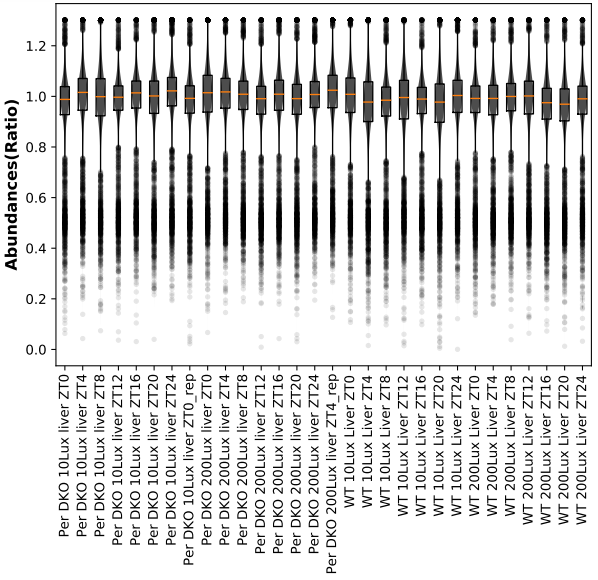 Abundances(Ratio)
1.2
1.0
0.8
0.6
0.4
0.2
0.0
Per DKO 10Lux liver ZT0
Per DKO 10Lux liver ZT4
Per DKO 10Lux liver ZT8
Per DKO 10Lux liver ZT12
Per DKO 10Lux liver ZT16
Per DKO 10Lux liver ZT20
Per DKO 10Lux liver ZT24
Per DKO 10Lux liver ZT0_rep
Per DKO 200Lux liver ZT0
Per DKO 200Lux liver ZT4
Per DKO 200Lux liver ZT8
Per DKO 200Lux liver ZT12
Per DKO 200Lux liver ZT16
Per DKO 200Lux liver ZT20
Per DKO 200Lux liver ZT24
Per DKO 200Lux liver ZT4_rep
WT 10Lux Liver ZT0
WT 10Lux Liver ZT4
WT 10Lux Liver ZT8
WT 10Lux Liver ZT12
WT 10Lux Liver ZT16
WT 10Lux Liver ZT20
WT 10Lux Liver ZT24
WT 200Lux Liver ZT0
WT 200Lux Liver ZT4
WT 200Lux Liver ZT8
WT 200Lux Liver ZT12
WT 200Lux Liver ZT16
WT 200Lux Liver ZT20
WT 200Lux Liver ZT24